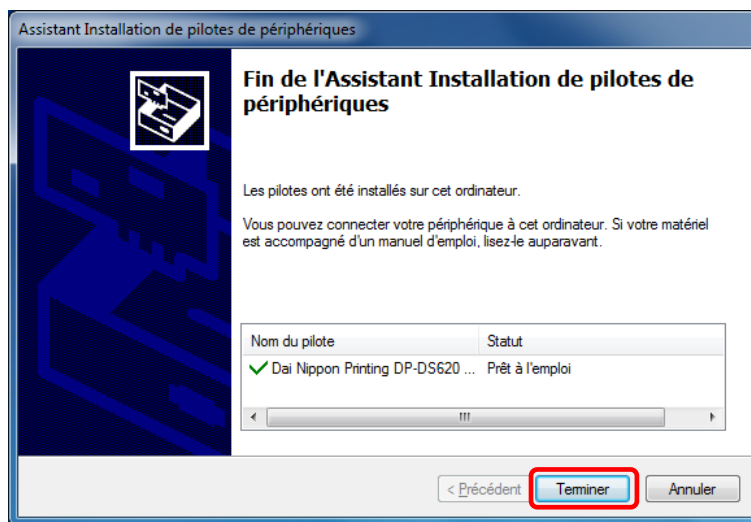 Assistant Installation de pilotes de périphériques
Fin de l'Assistant Installation de pilotes de
périphériques
Les pilotes ont été installés sur cet ordinateur.
Vous pouvez connecter votre périphérique à cet ordinateur. Si votre matériel
est accompagné d'un manuel d'emploi, lisez-le auparavant.
Nom du pilote Statut
Dai Nippon Printing DP-DS620 ... Prêt à l'emploi
< Précédent Terminer Annuler